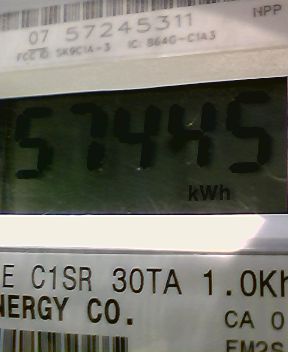 07 57245311
NPP
FCC ID SK9C1A-3 IC: 864G-C1A3
57445
kWh
E C1SR 30TA 1.0Kh
NERGY CO.
CA 0
EM2S